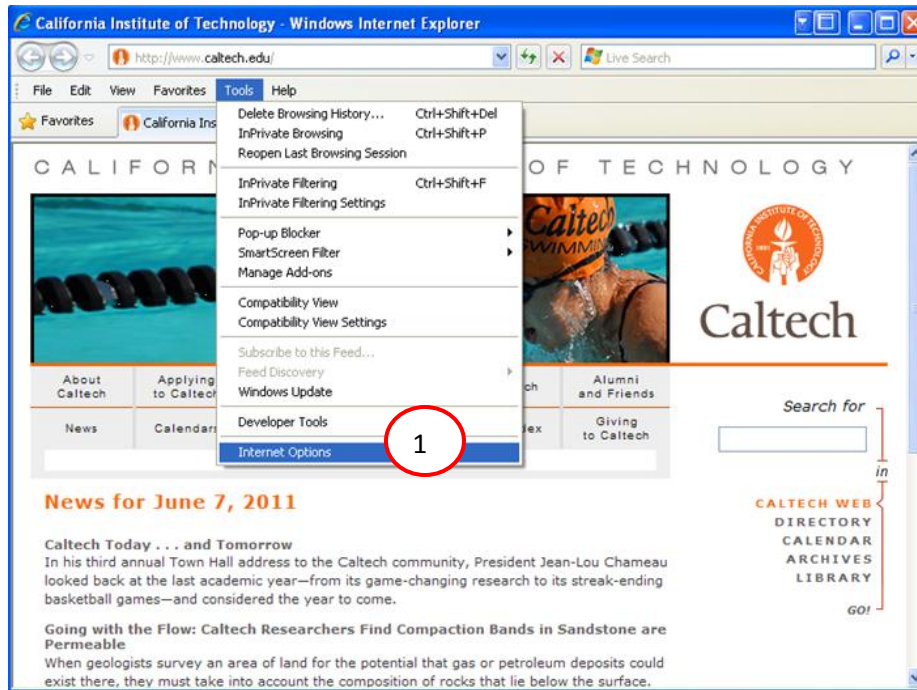 California Institute of Technology - Windows Internet Explorer
http://www.caltech.edu/
Live Search
File Edit View Favorites Tools Help
Favorites
California Ins
Delete Browsing History... Ctrl+Shift+Del
InPrivate Browsing Ctrl+Shift+P
Reopen Last Browsing Session
InPrivate Filtering Ctrl+Shift+F
InPrivate Filtering Settings
Pop-up Blocker
SmartScreen Filter
Manage Add-ons
Compatibility View
Compatibility View Settings
Subscribe to this Feed...
Feed Discovery
Windows Update
Developer Tools
Internet Options
1
CALIFORN OF TECHNOLOGY
Caltech
SWIMMING
CALIFORNIA INSTITUTE OF TECHNOLOGY
1891
Caltech
About Caltech
Applying to Caltech
ch
Alumni and Friends
News
Calendars
dex
Giving to Caltech
Search for
in
CALTECH WEB
DIRECTORY
CALENDAR
ARCHIVES
LIBRARY
GO!
News for June 7, 2011
Caltech Today . . . and Tomorrow
In his third annual Town Hall address to the Caltech community, President Jean-Lou Chameau
looked back at the last academic year—from its game-changing research to its streak-ending
basketball games—and considered the year to come.
Going with the Flow: Caltech Researchers Find Compaction Bands in Sandstone are
Permeable
When geologists survey an area of land for the potential that gas or petroleum deposits could
exist there, they must take into account the composition of rocks that lie below the surface.